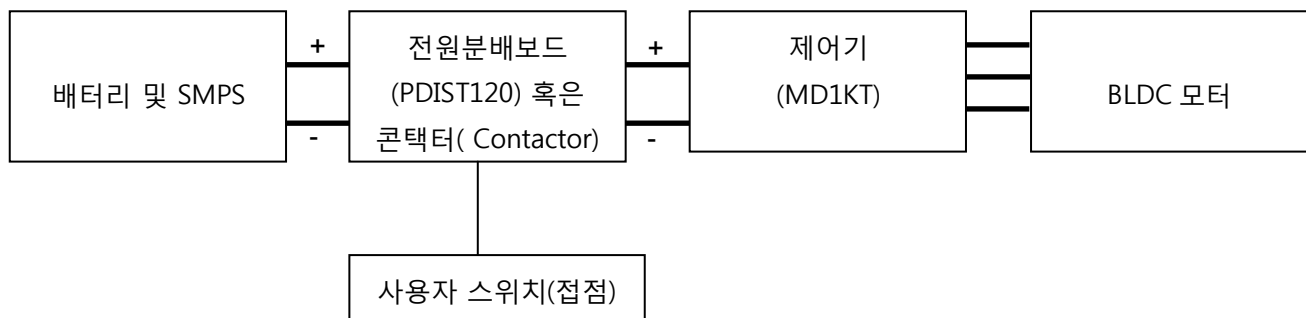 배터리 및 SMPS
+
-
전원분배보드
(PDIST120) 혹은
콘택터( Contactor)
+
-
제어기
(MD1KT)
BLDC 모터
사용자 스위치(접점)